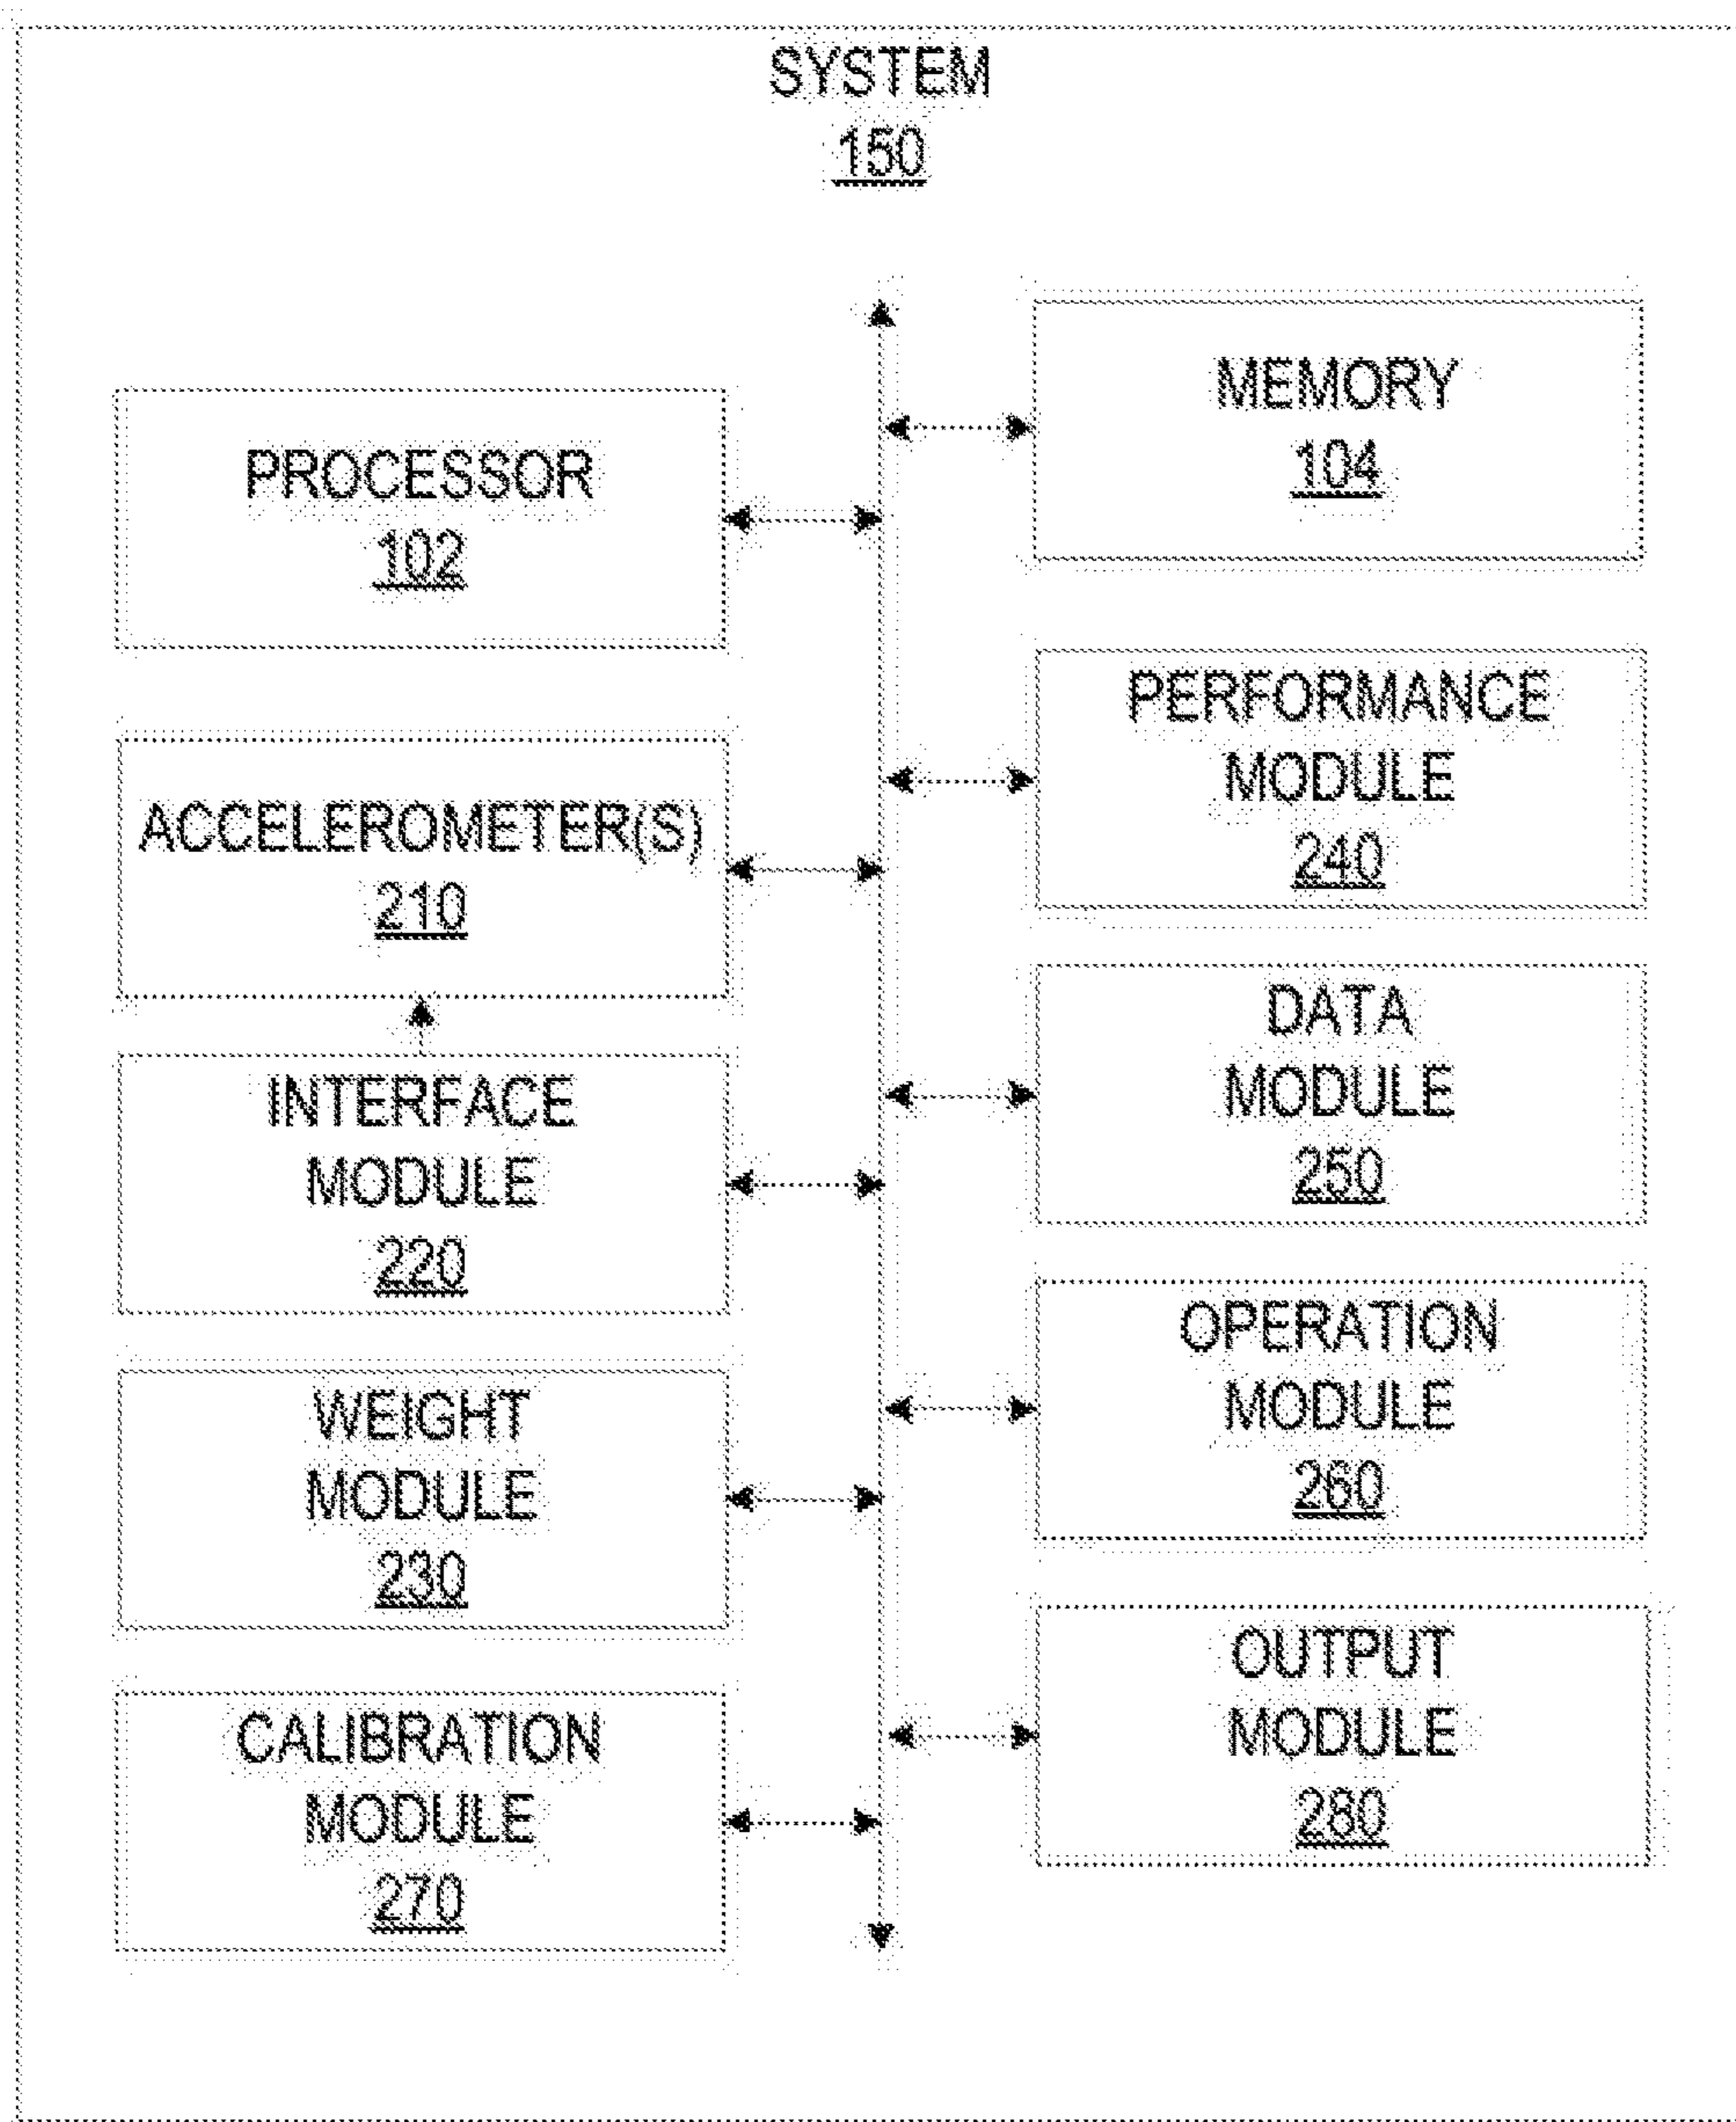 SYSTEM
150
PROCESSOR
102
ACCELEROMETER(S)
210
INTERFACE
MODULE
220
WEIGHT
MODULE
230
CALIBRATION
MODULE
270
MEMORY
104
PERFORMANCE
MODULE
240
DATA
MODULE
250
OPERATION
MODULE
260
OUTPUT
MODULE
280